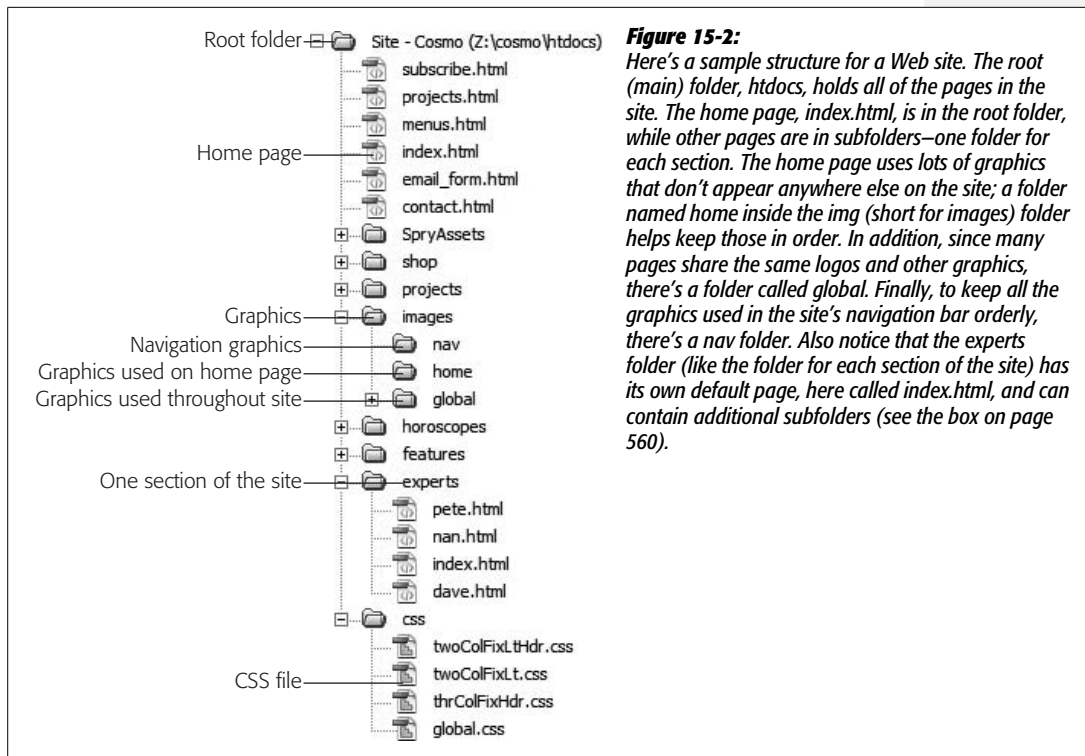 Root folder
Site - Cosmo (Z:\cosmo\htdocs)
subscribe.html
projects.html
menus.html
Home page
index.html
email_form.html
contact.html
SpryAssets
shop
projects
Graphics
images
Navigation graphics
nav
Graphics used on home page
home
Graphics used throughout site
global
horoscopes
features
One section of the site
experts
pete.html
nan.html
index.html
dave.html
css
twoColFixLtHdr.css
CSS file
twoColFixLt.css
thrColFixHdr.css
global.css
Figure 15-2:
Here's a sample structure for a Web site. The root
(main) folder, htdocs, holds all of the pages in the
site. The home page, index.html, is in the root folder,
while other pages are in subfolders—one folder for
each section. The home page uses lots of graphics
that don't appear anywhere else on the site; a folder
named home inside the img (short for images) folder
helps keep those in order. In addition, since many
pages share the same logos and other graphics,
there's a folder called global. Finally, to keep all the
graphics used in the site's navigation bar orderly,
there's a nav folder. Also notice that the experts
folder (like the folder for each section of the site) has
its own default page, here called index.html, and can
contain additional subfolders (see the box on page
560).